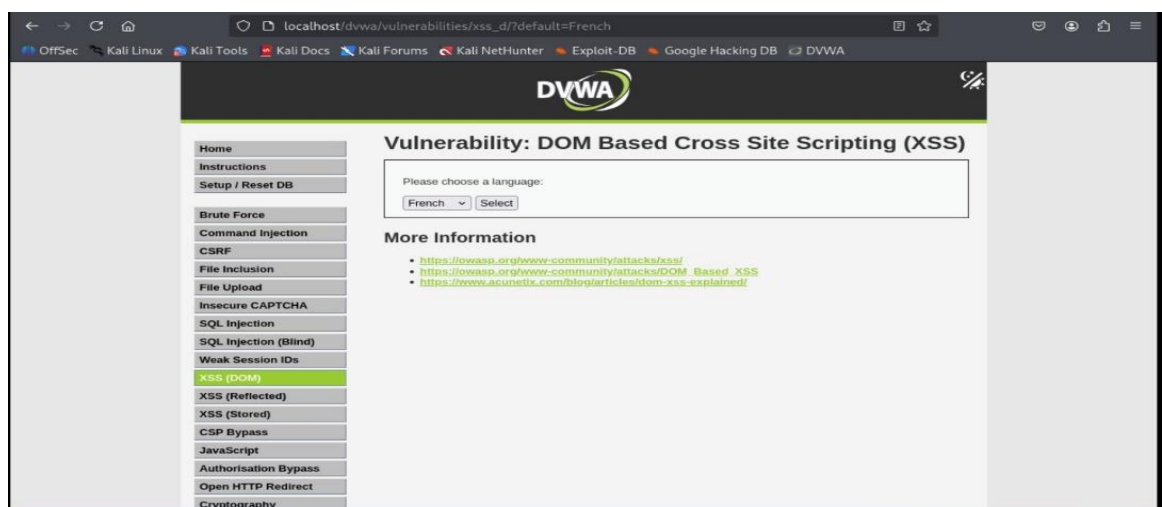 localhost/dvwa/vulnerabilities/xss_d/?default=French
OffSec Kali Linux Kali Tools Kali Docs Kali Forums Kali NetHunter Exploit-DB Google Hacking DB DVWA
DVWA
Home
Instructions
Setup / Reset DB
Brute Force
Command Injection
CSRF
File Inclusion
File Upload
Insecure CAPTCHA
SQL Injection
SQL Injection (Blind)
Weak Session IDs
XSS (DOM)
XSS (Reflected)
XSS (Stored)
CSP Bypass
JavaScript
Authorisation Bypass
Open HTTP Redirect
Cryptography
Vulnerability: DOM Based Cross Site Scripting (XSS)
Please choose a language:
French Select
More Information
• https://owasp.org/www-community/attacks/xss/
• https://owasp.org/www-community/attacks/DOM_Based_XSS
• https://www.acunetix.com/blog/articles/dom-xss-explained/